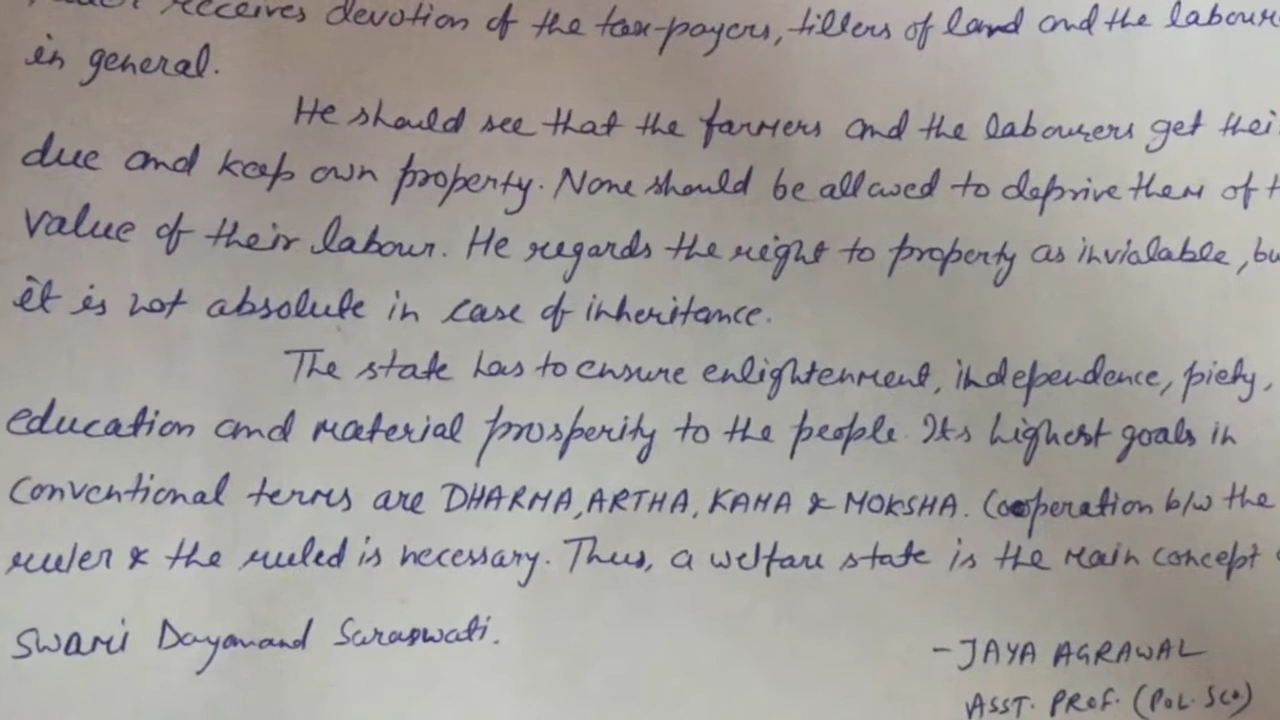 receives devotion of the tax-payers, tillers of land and the labour
in general.
He should see that the farmers and the labourers get thei
due and keep own property. None should be allowed to deprive them of t
value of their labour. He regards the right to property as invialable, bu
it is not absolute in case of inheritance.
The state has to ensure enlightenment, independence, piety,
education and material prosperity to the people. Its highest goals in
conventional terms are DHARMA, ARTHA, KAMA & MOKSHA. Cooperation b/w the
ruler & the ruled is necessary. Thus, a welfare state is the main concept
Swami Dayanand Saraswati.
-JAYA AGRAWAL
ASST. PROF. (POL. SC.)